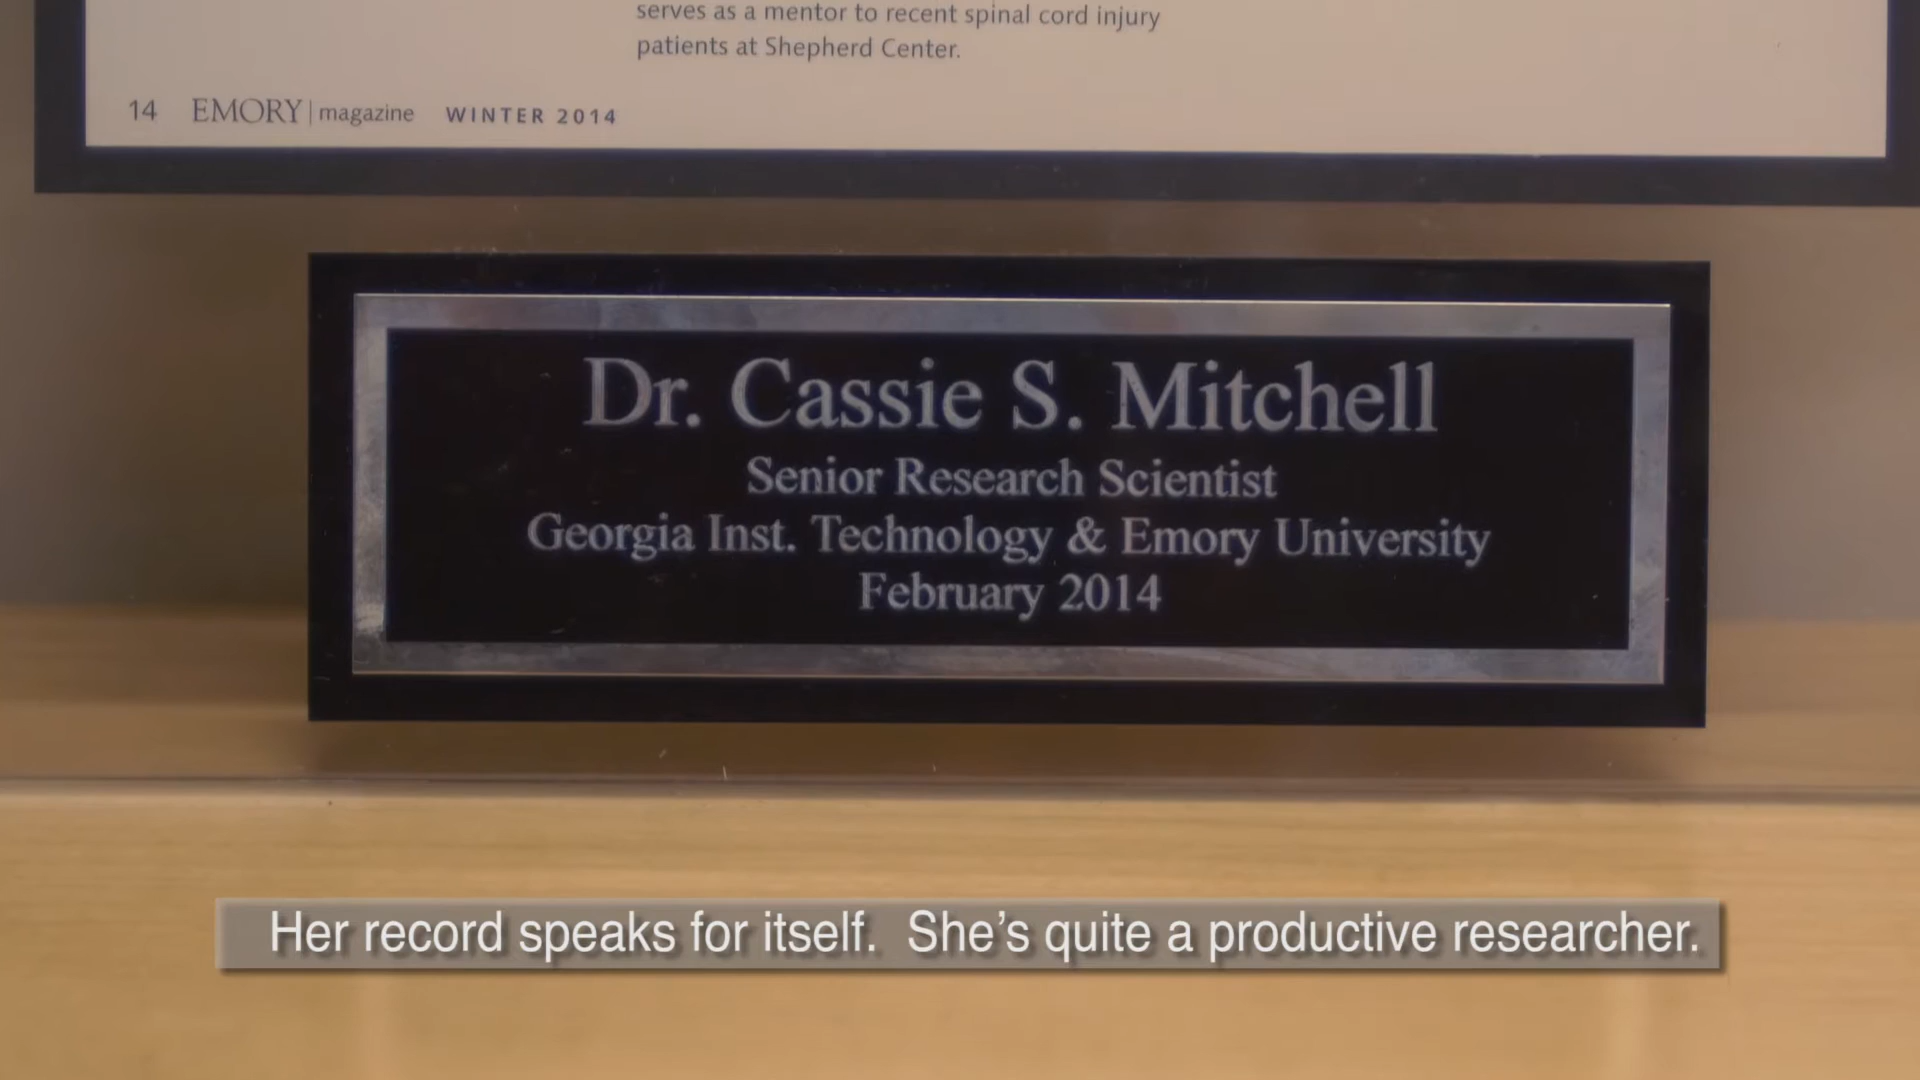 serves as a mentor to recent spinal cord injury
patients at Shepherd Center.
14 EMORY | magazine WINTER 2014
Dr. Cassie S. Mitchell
Senior Research Scientist
Georgia Inst. Technology & Emory University
February 2014
Her record speaks for itself. She's quite a productive researcher.